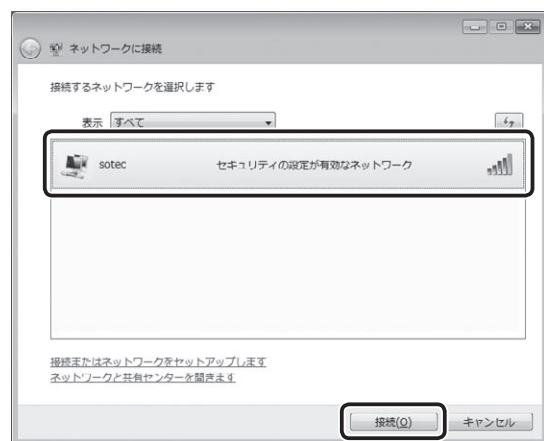 ネットワークに接続
接続するネットワークを選択します
表示 すべて
sotec セキュリティの設定が有効なネットワーク
接続またはネットワークをセットアップします
ネットワークと共有センターを開きます
接続(O) キャンセル